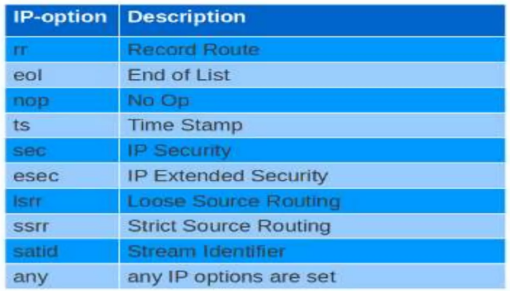 IP-option Description
rr Record Route
eol End of List
nop No Op
ts Time Stamp
sec IP Security
esec IP Extended Security
lsrr Loose Source Routing
ssrr Strict Source Routing
satid Stream Identifier
any any IP options are set